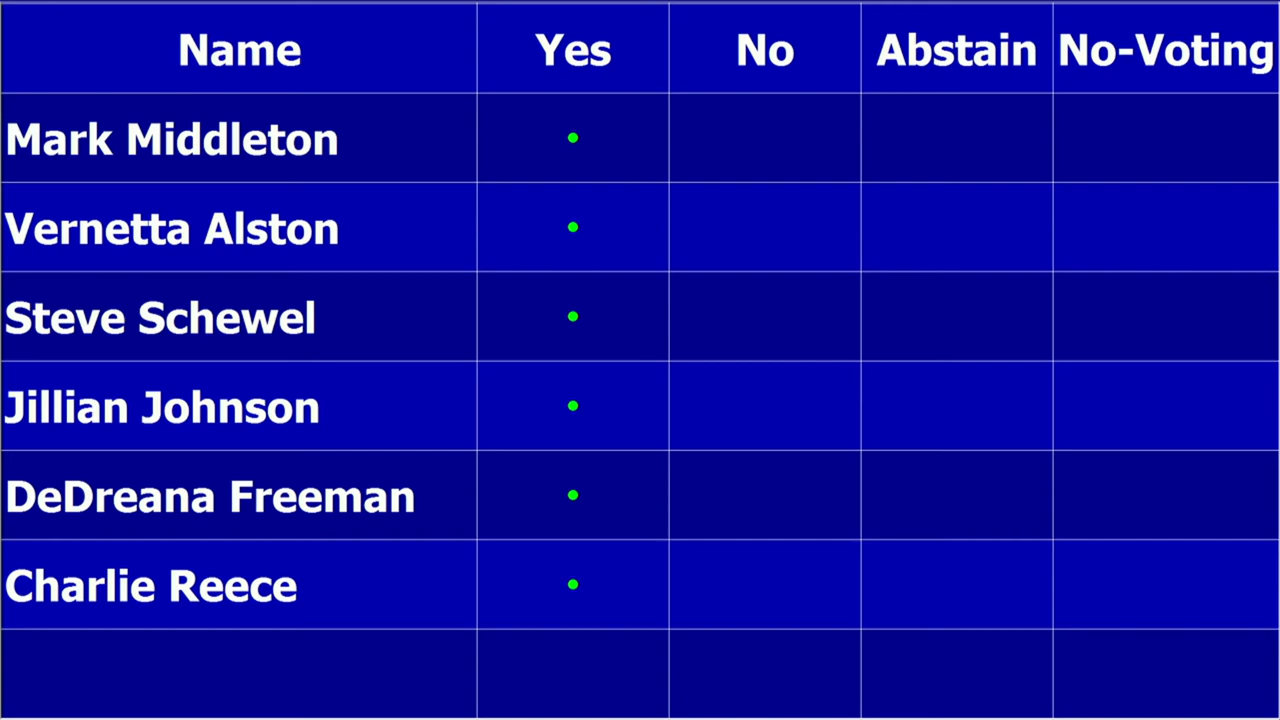 Name Yes No Abstain No-Voting
Mark Middleton
Vernetta Alston
Steve Schewel
Jillian Johnson
DeDreana Freeman
Charlie Reece